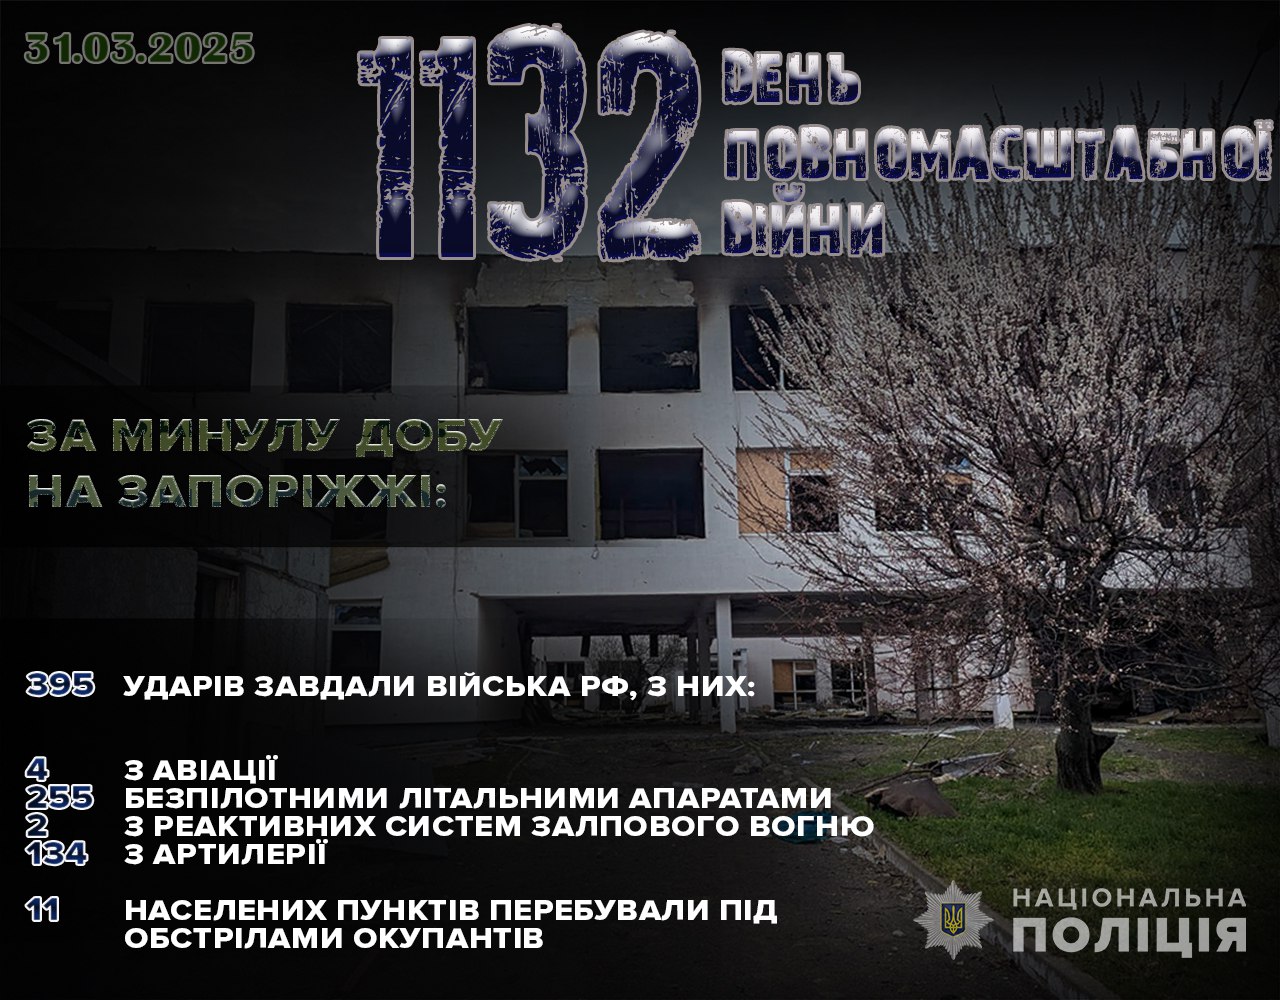 31.03.2025
1132 ДЕНЬ
ПОВНОМАСШТАБНОЇ
ВІЙНИ
ЗА МИНУЛУ ДОБУ
НА ЗАПОРІЖЖІ:
395 УДАРІВ ЗАВДАЛИ ВІЙСЬКА РФ, З НИХ:
4 З АВІАЦІЇ
255 БЕЗПІЛОТНИМИ ЛІТАЛЬНИМИ АПАРАТАМИ
2 З РЕАКТИВНИХ СИСТЕМ ЗАЛПОВОГО ВОГНЮ
134 З АРТИЛЕРІЇ
11 НАСЕЛЕНИХ ПУНКТІВ ПЕРЕБУВАЛИ ПІД
ОБСТРІЛАМИ ОКУПАНТІВ
НАЦІОНАЛЬНА
ПОЛІЦІЯ